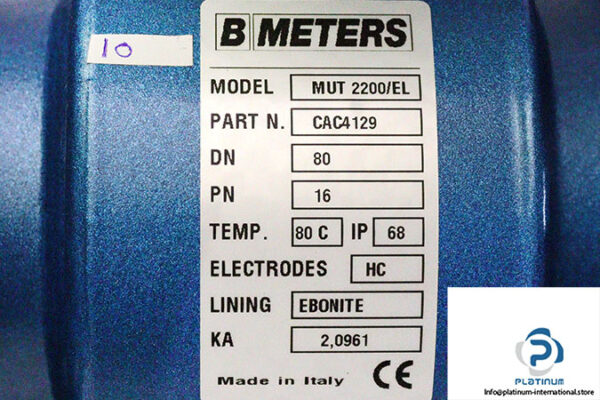 10
B METERS
MODEL MUT 2200/EL
PART N. CAC4129
DN 80
PN 16
TEMP. 80 C IP 68
ELECTRODES HC
LINING EBONITE
KA 2,0961
Made in Italy CE
PLATINUM
Info@platinum-international.store